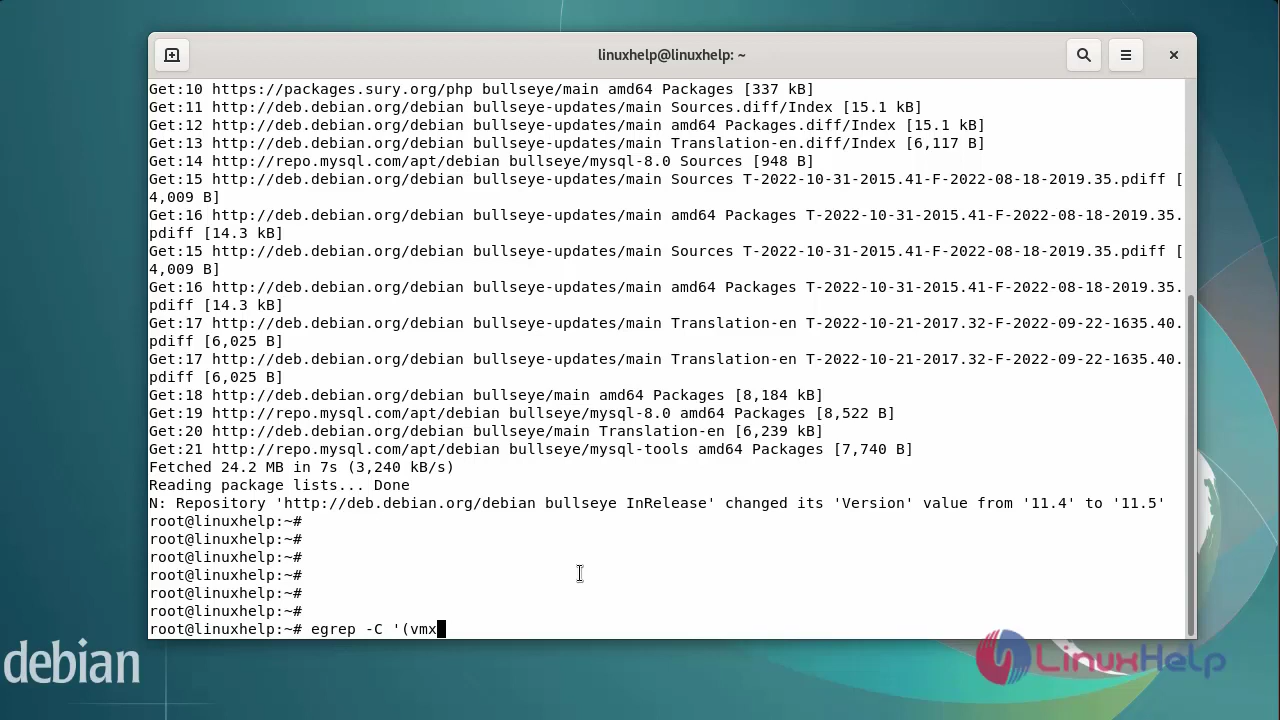 linuxhelp@linuxhelp: ~
Get:10 https://packages.sury.org/php bullseye/main amd64 Packages [337 kB]
Get:11 http://deb.debian.org/debian bullseye-updates/main Sources.diff/Index [15.1 kB]
Get:12 http://deb.debian.org/debian bullseye-updates/main amd64 Packages.diff/Index [15.1 kB]
Get:13 http://deb.debian.org/debian bullseye-updates/main Translation-en.diff/Index [6,117 B]
Get:14 http://repo.mysql.com/apt/debian bullseye/mysql-8.0 Sources [948 B]
Get:15 http://deb.debian.org/debian bullseye-updates/main Sources T-2022-10-31-2015.41-F-2022-08-18-2019.35.pdiff [
4,009 B]
Get:16 http://deb.debian.org/debian bullseye-updates/main amd64 Packages T-2022-10-31-2015.41-F-2022-08-18-2019.35.
pdiff [14.3 kB]
Get:15 http://deb.debian.org/debian bullseye-updates/main Sources T-2022-10-31-2015.41-F-2022-08-18-2019.35.pdiff [
4,009 B]
Get:16 http://deb.debian.org/debian bullseye-updates/main amd64 Packages T-2022-10-31-2015.41-F-2022-08-18-2019.35.
pdiff [14.3 kB]
Get:17 http://deb.debian.org/debian bullseye-updates/main Translation-en T-2022-10-21-2017.32-F-2022-09-22-1635.40.
pdiff [6,025 B]
Get:17 http://deb.debian.org/debian bullseye-updates/main Translation-en T-2022-10-21-2017.32-F-2022-09-22-1635.40.
pdiff [6,025 B]
Get:18 http://deb.debian.org/debian bullseye/main amd64 Packages [8,184 kB]
Get:19 http://repo.mysql.com/apt/debian bullseye/mysql-8.0 amd64 Packages [8,522 B]
Get:20 http://deb.debian.org/debian bullseye/main Translation-en [6,239 kB]
Get:21 http://repo.mysql.com/apt/debian bullseye/mysql-tools amd64 Packages [7,740 B]
Fetched 24.2 MB in 7s (3,240 kB/s)
Reading package lists... Done
N: Repository 'http://deb.debian.org/debian bullseye InRelease' changed its 'Version' value from '11.4' to '11.5'
root@linuxhelp:~#
root@linuxhelp:~#
root@linuxhelp:~#
root@linuxhelp:~#
root@linuxhelp:~#
root@linuxhelp:~#
root@linuxhelp:~# egrep -C '(vmx
debian
LinuxHelp